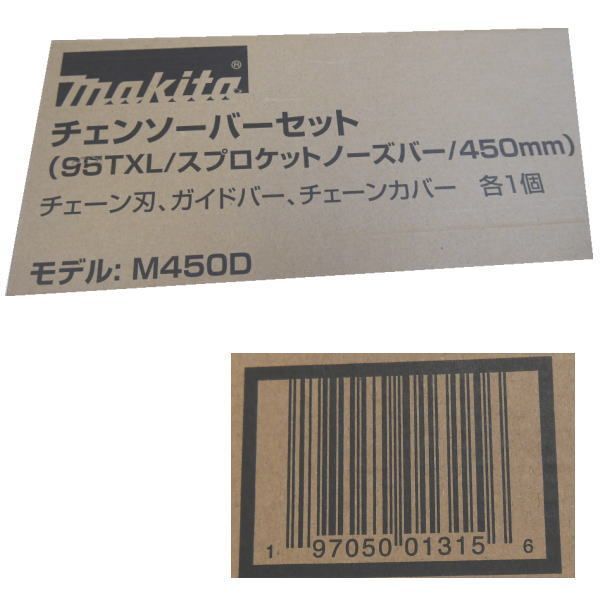 makita®
チェンソーバーセット
(95TXL/スプロケットノーズバー/450mm)
チェーン刃、ガイドバー、チェーンカバー 各1個
モデル: M450D
1 97050 01315 6